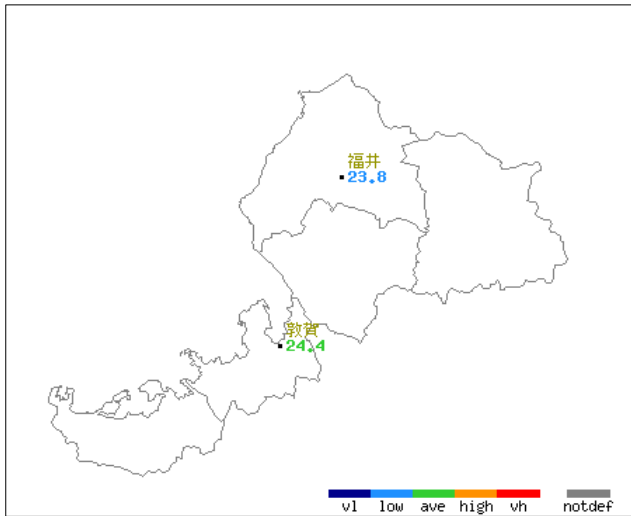 福井
23.8
敦賀
24.4
vl low ave high vh notdef